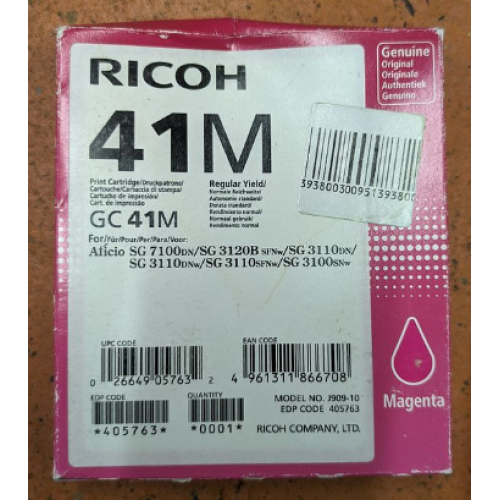 RICOH
Genuine
Original
Originale
Authentiek
Genuino
41M
Print Cartridge/Druckpatrone/
Cartouche/Cartuccia di stampa/
Cartucho de impresión/
Cart. de impressão
GC 41M
Regular Yield/
Normale Reichweite/
Autonomie standard/
Durata standard/
Rendimiento normal/
Normaal gebruik/
Rendimento normal
39380030095139380
For/Für/Pour/Per/Para/Voor:
Aficio SG 7100DN/SG 3120B SFNw/SG 3110DN/
SG 3110DNw/SG 3110SFNw/SG 3100SNw
UPC CODE
0 26649 05763 2
EAN CODE
4 961311 866708
EDP CODE
*405763*
QUANTITY
*0001*
MODEL NO. J909-10
EDP CODE 405763
RICOH COMPANY, LTD.
Magenta